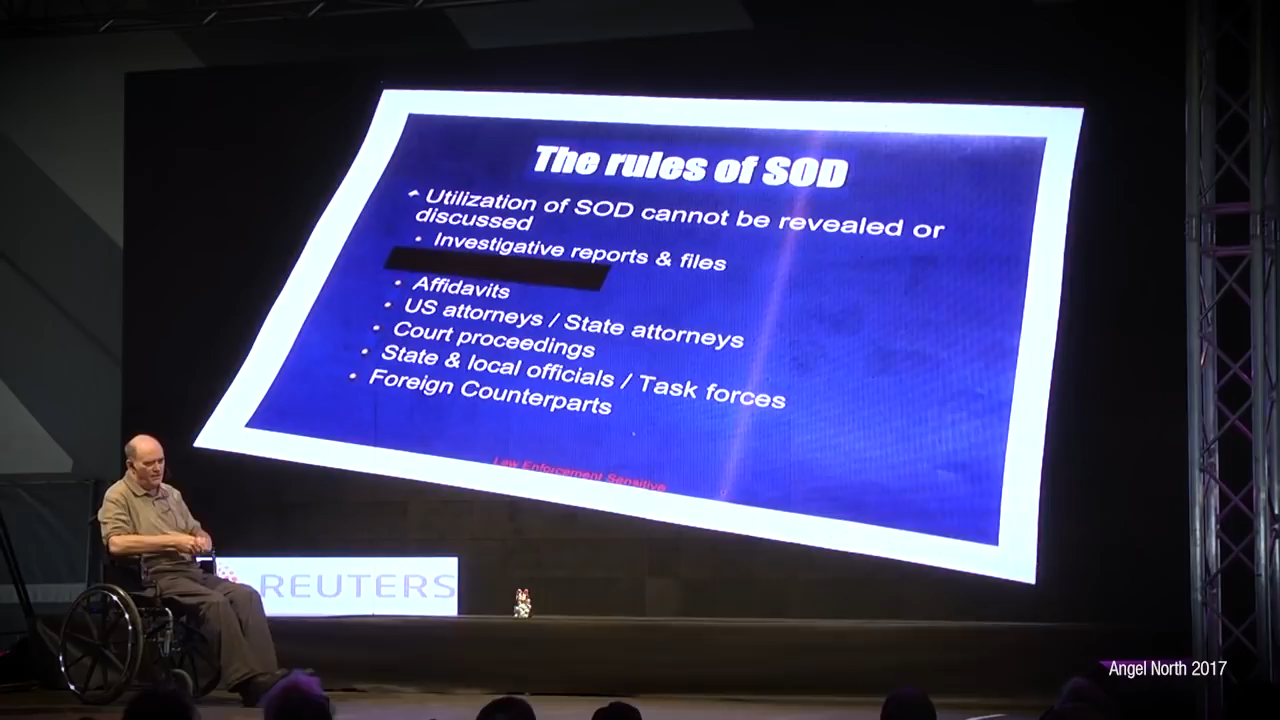 The rules of SOD
Utilization of SOD cannot be revealed or
discussed
• Investigative reports & files
• Affidavits
• US attorneys / State attorneys
• Court proceedings
• State & local officials / Task forces
• Foreign Counterparts
Law Enforcement Sensitive
REUTERS
Angel North 2017